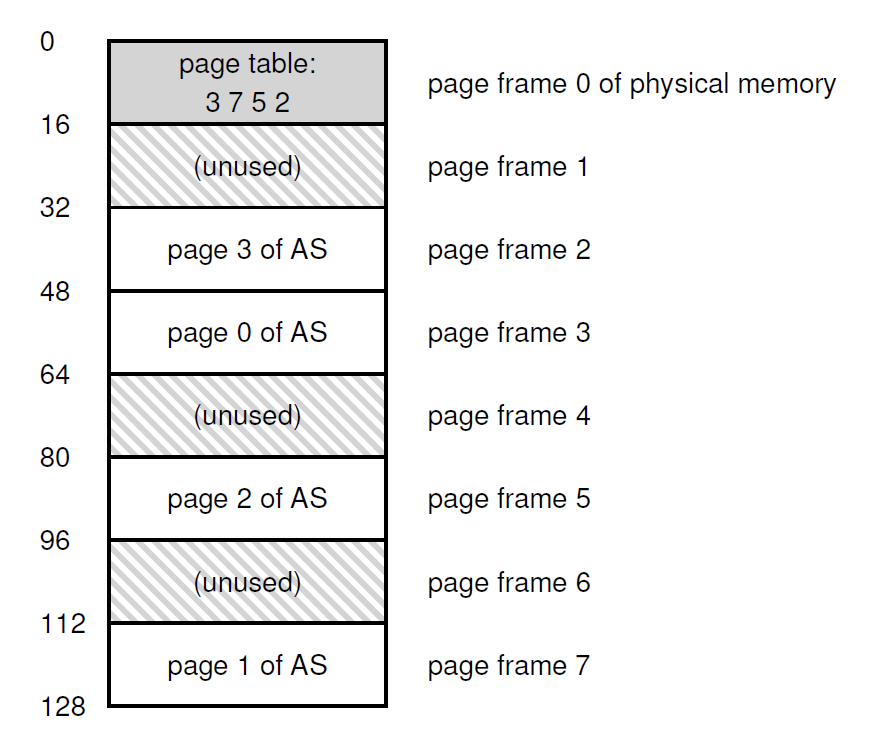 0
page table:
3 7 5 2
page frame 0 of physical memory
16
(unused)
page frame 1
32
page 3 of AS
page frame 2
48
page 0 of AS
page frame 3
64
(unused)
page frame 4
80
page 2 of AS
page frame 5
96
(unused)
page frame 6
112
page 1 of AS
page frame 7
128